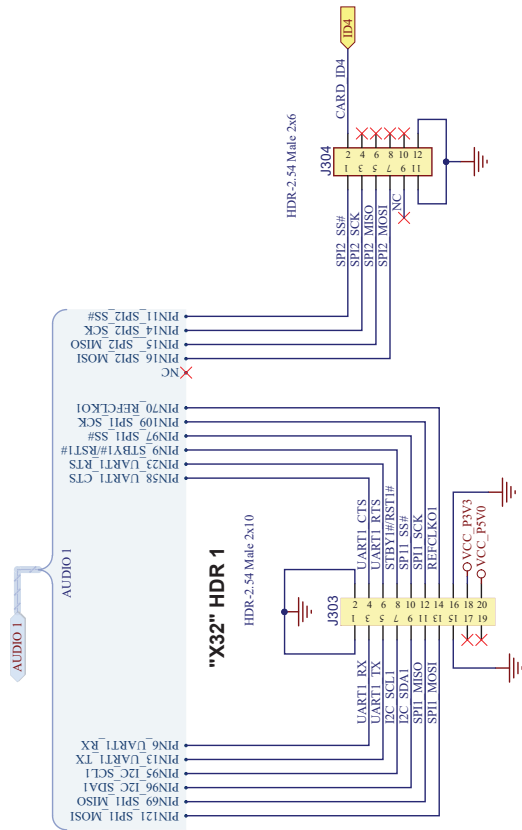 ID4
CARD_ID4
HDR-2.54 Male 2x6
J304
2 4 6 8 10 12
1 3 5 7 9 11
NC
SPI2_SS#
SPI2_SCK
SPI2_MISO
SPI2_MOSI
PIN11_SPI2_SS#
PIN14_SPI2_SCK
PIN15_SPI2_MISO
PIN16_SPI2_MOSI
NC
PIN70_REFCLKO1
PIN109_SPI1_SCK
PIN97_SPI1_SS#
PIN9_STBY1#/RST1#
PIN23_UART1_RTS
PIN58_UART1_CTS
AUDIO 1
AUDIO 1
"X32" HDR 1
HDR-2.54 Male 2x10
J303
UART1_CTS
UART1_RTS
STBY1#/RST1#
SPI1_SS#
SPI1_SCK
REFCLKO1
VCC_P3V3
VCC_P5V0
2 4 6 8 10 12 14 16 18 20
1 3 5 7 9 11 13 15 17 19
UART1_RX
UART1_TX
I2C_SCL1
I2C_SDA1
SPI1_MISO
SPI1_MOSI
PIN6_UART1_RX
PIN13_UART1_TX
PIN95_I2C_SCL1
PIN96_I2C_SDA1
PIN69_SPI1_MISO
PIN121_SPI1_MOSI